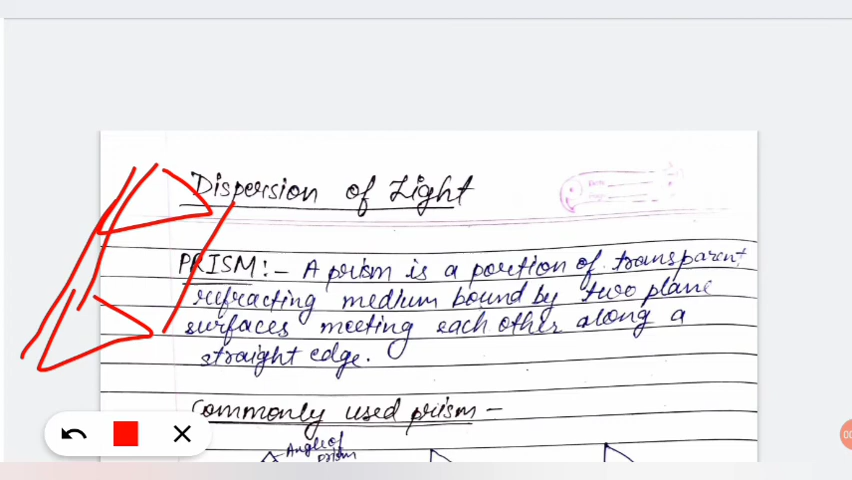 Dispersion of Light
PRISM:- A prism is a portion of transparent
refracting medium bound by two plane
surfaces meeting each other along a
straight edge.
Commonly used prism -
Angle of
prism